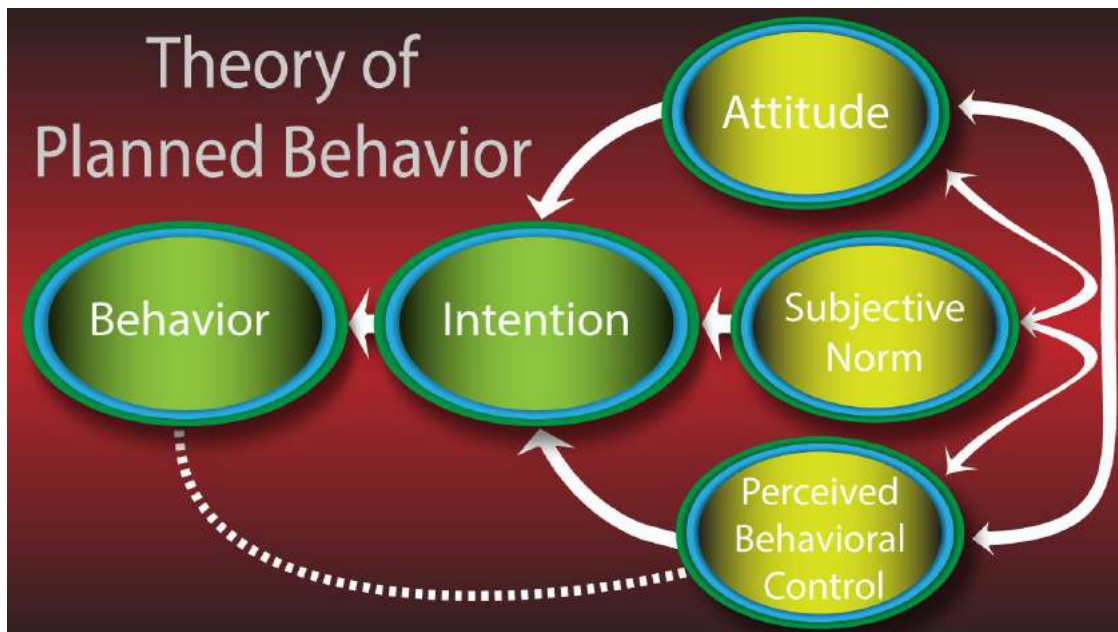 Theory of
Planned Behavior
Attitude
Behavior
Intention
Subjective
Norm
Perceived
Behavioral
Control